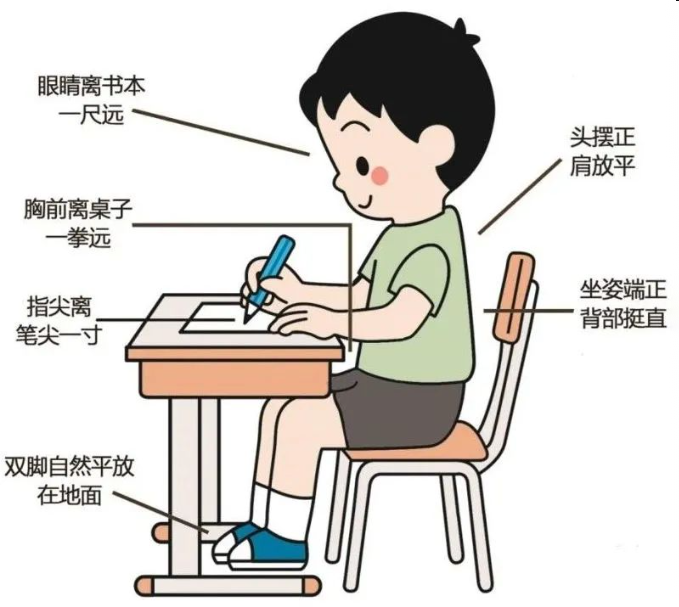 眼睛离书本
一尺远
头摆正
肩放平
胸前离桌子
一拳远
坐姿端正
背部挺直
指尖离
笔尖一寸
双脚自然平放
在地面